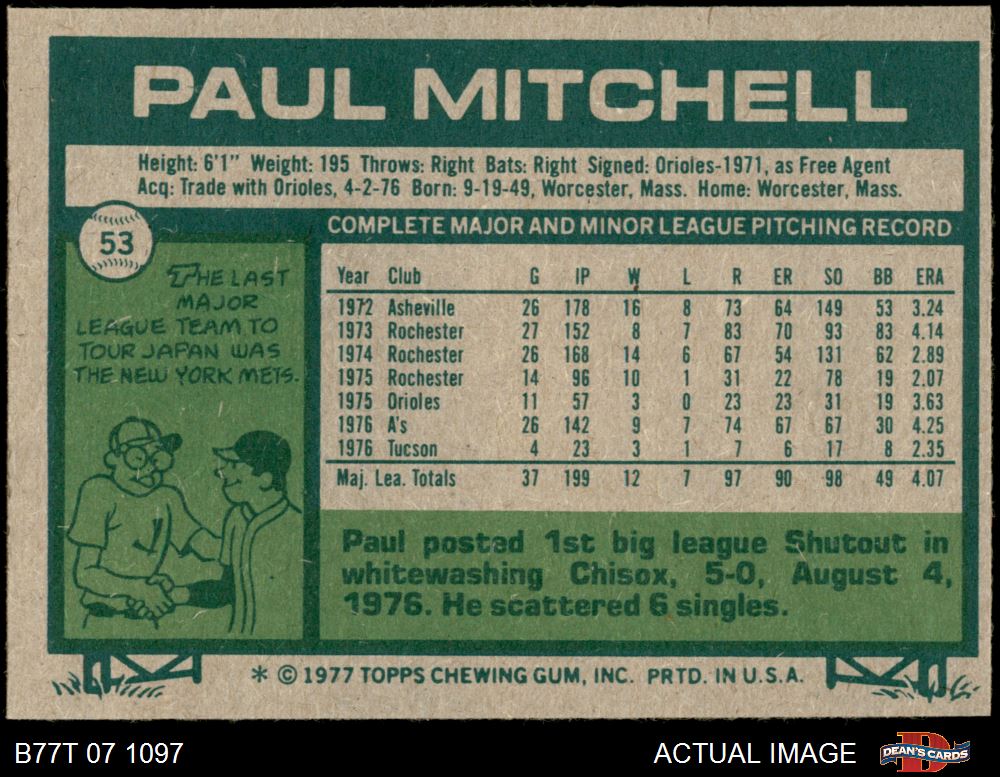 PAUL MITCHELL
Height: 6'1" Weight: 195 Throws: Right Bats: Right Signed: Orioles-1971, as Free Agent
Acq: Trade with Orioles, 4-2-76 Born: 9-19-49, Worcester, Mass. Home: Worcester, Mass.
53
THE LAST
MAJOR
LEAGUE TEAM TO
TOUR JAPAN WAS
THE NEW YORK METS.
COMPLETE MAJOR AND MINOR LEAGUE PITCHING RECORD
Year Club G IP W L R ER SO BB ERA
1972 Asheville 26 178 16 8 73 64 149 53 3.24
1973 Rochester 27 152 8 7 83 70 93 83 4.14
1974 Rochester 26 168 14 6 67 54 131 62 2.89
1975 Rochester 14 96 10 1 31 22 78 19 2.07
1975 Orioles 11 57 3 0 23 23 31 19 3.63
1976 A's 26 142 9 7 74 67 67 30 4.25
1976 Tucson 4 23 3 1 7 6 17 8 2.35
Maj. Lea. Totals 37 199 12 7 97 90 98 49 4.07
Paul posted 1st big league Shutout in
whitewashing Chisox, 5-0, August 4,
1976. He scattered 6 singles.
* © 1977 TOPPS CHEWING GUM, INC. PRTD. IN U.S.A.
B77T 07 1097
ACTUAL IMAGE
DEAN'S CARDS